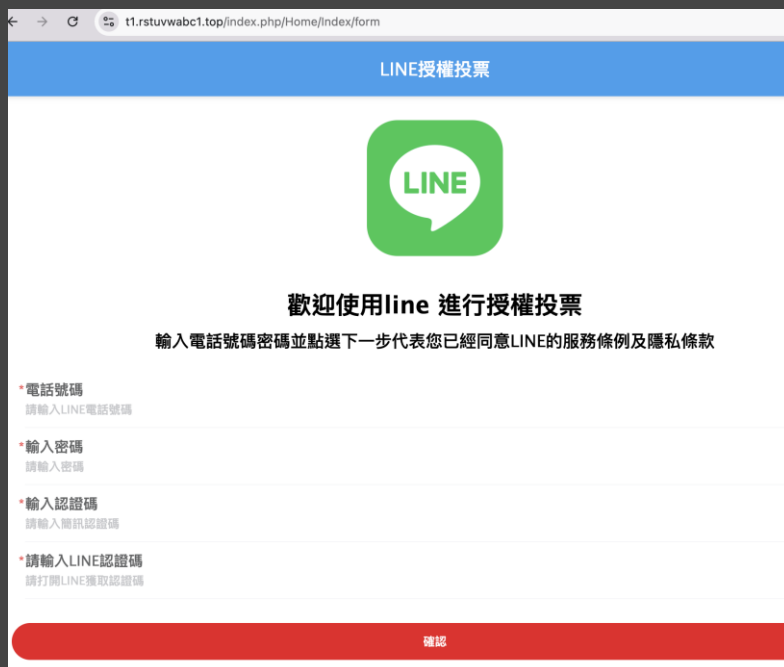 t1.rstuvwabc1.top/index.php/Home/Index/form
LINE授權投票
LINE
歡迎使用line 進行授權投票
輸入電話號碼密碼並點選下一步代表您已經同意LINE的服務條例及隱私條款
*電話號碼
請輸入LINE電話號碼
*輸入密碼
請輸入密碼
*輸入認證碼
請輸入簡訊認證碼
*請輸入LINE認證碼
請打開LINE獲取認證碼
確認